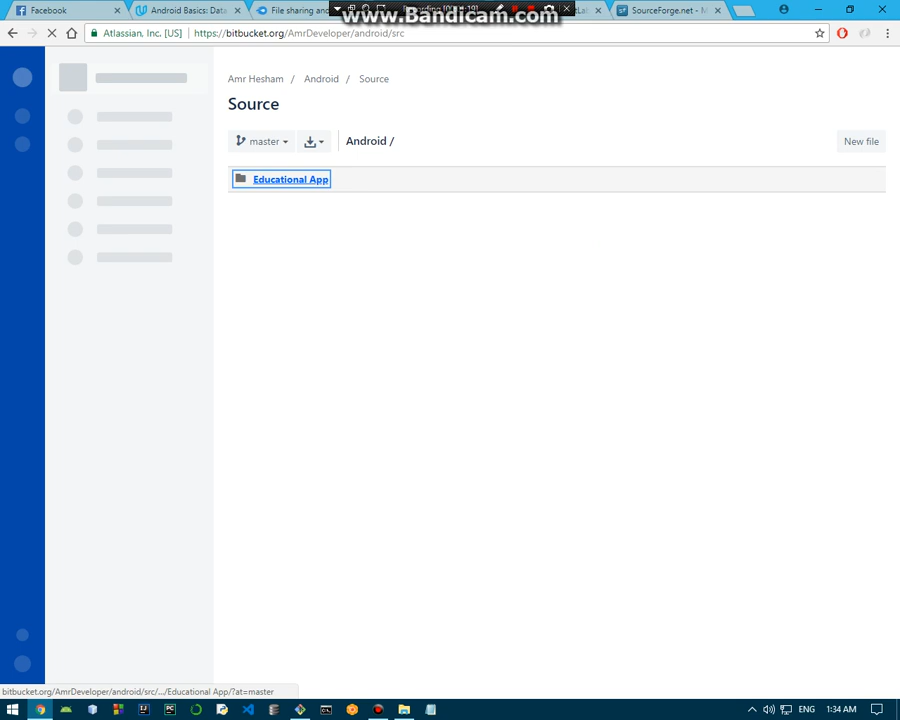 Facebook
Android Basics: Data
File sharing and
SourceForge.net - M
www.Bandicam.com
Atlassian, Inc. [US]
https://bitbucket.org/AmrDeveloper/android/src
Amr Hesham / Android / Source
Source
master
Android /
New file
Educational App
bitbucket.org/AmrDeveloper/android/src/.../Educational App/?at=master
ENG
1:34 AM